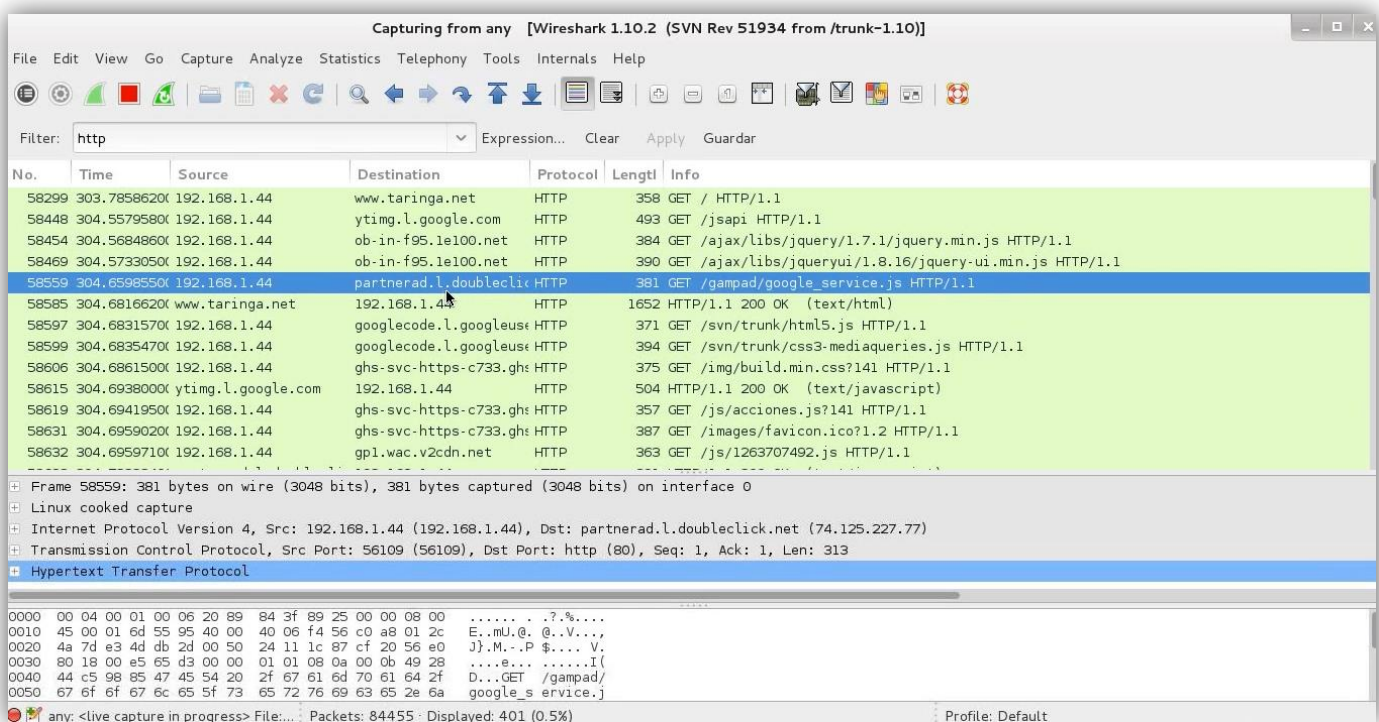 Capturing from any [Wireshark 1.10.2 (SVN Rev 51934 from /trunk-1.10)]
File Edit View Go Capture Analyze Statistics Telephony Tools Internals Help
Filter: http Expression... Clear Apply Guardar
No. Time Source Destination Protocol Lengtl Info
58299 303.78586200 192.168.1.44 www.taringa.net HTTP 358 GET / HTTP/1.1
58448 304.55795800 192.168.1.44 ytimg.l.google.com HTTP 493 GET /jsapi HTTP/1.1
58454 304.56848600 192.168.1.44 ob-in-f95.1e100.net HTTP 384 GET /ajax/libs/jquery/1.7.1/jquery.min.js HTTP/1.1
58469 304.57330500 192.168.1.44 ob-in-f95.1e100.net HTTP 390 GET /ajax/libs/jqueryui/1.8.16/jquery-ui.min.js HTTP/1.1
58559 304.65985500 192.168.1.44 partnerad.l.doubleclic HTTP 381 GET /gampad/google_service.js HTTP/1.1
58585 304.68166200 www.taringa.net 192.168.1.44 HTTP 1652 HTTP/1.1 200 OK (text/html)
58597 304.68315700 192.168.1.44 googlecode.l.googleuse HTTP 371 GET /svn/trunk/html5.js HTTP/1.1
58599 304.68354700 192.168.1.44 googlecode.l.googleuse HTTP 394 GET /svn/trunk/css3-mediaqueries.js HTTP/1.1
58606 304.68615000 192.168.1.44 ghs-svc-https-c733.ghs HTTP 375 GET /img/build.min.css?141 HTTP/1.1
58615 304.69380000 ytimg.l.google.com 192.168.1.44 HTTP 504 HTTP/1.1 200 OK (text/javascript)
58619 304.69419500 192.168.1.44 ghs-svc-https-c733.ghs HTTP 357 GET /js/acciones.js?141 HTTP/1.1
58631 304.69590200 192.168.1.44 ghs-svc-https-c733.ghs HTTP 387 GET /images/favicon.ico?1.2 HTTP/1.1
58632 304.69597100 192.168.1.44 gp1.wac.v2cdn.net HTTP 363 GET /js/1263707492.js HTTP/1.1
Frame 58559: 381 bytes on wire (3048 bits), 381 bytes captured (3048 bits) on interface 0
Linux cooked capture
Internet Protocol Version 4, Src: 192.168.1.44 (192.168.1.44), Dst: partnerad.l.doubleclick.net (74.125.227.77)
Transmission Control Protocol, Src Port: 56109 (56109), Dst Port: http (80), Seq: 1, Ack: 1, Len: 313
Hypertext Transfer Protocol
0000 00 04 00 01 00 06 20 89 84 3f 89 25 00 00 08 00 ...... . .?.%....
0010 45 00 01 6d 55 95 40 00 40 06 f4 56 c0 a8 01 2c E..mU.@. @..V...,
0020 4a 7d e3 4d db 2d 00 50 24 11 1c 87 cf 20 56 e0 J}.M.-.P $.... V.
0030 80 18 00 e5 65 d3 00 00 01 01 08 0a 00 0b 49 28 ....e... ......I(
0040 44 c5 98 85 47 45 54 20 2f 67 61 6d 70 61 64 2f D...GET /gampad/
0050 67 6f 6f 67 6c 65 5f 73 65 72 76 69 63 65 2e 6a google_s ervice.j
any: <live capture in progress> File:... Packets: 84455 · Displayed: 401 (0.5%) Profile: Default